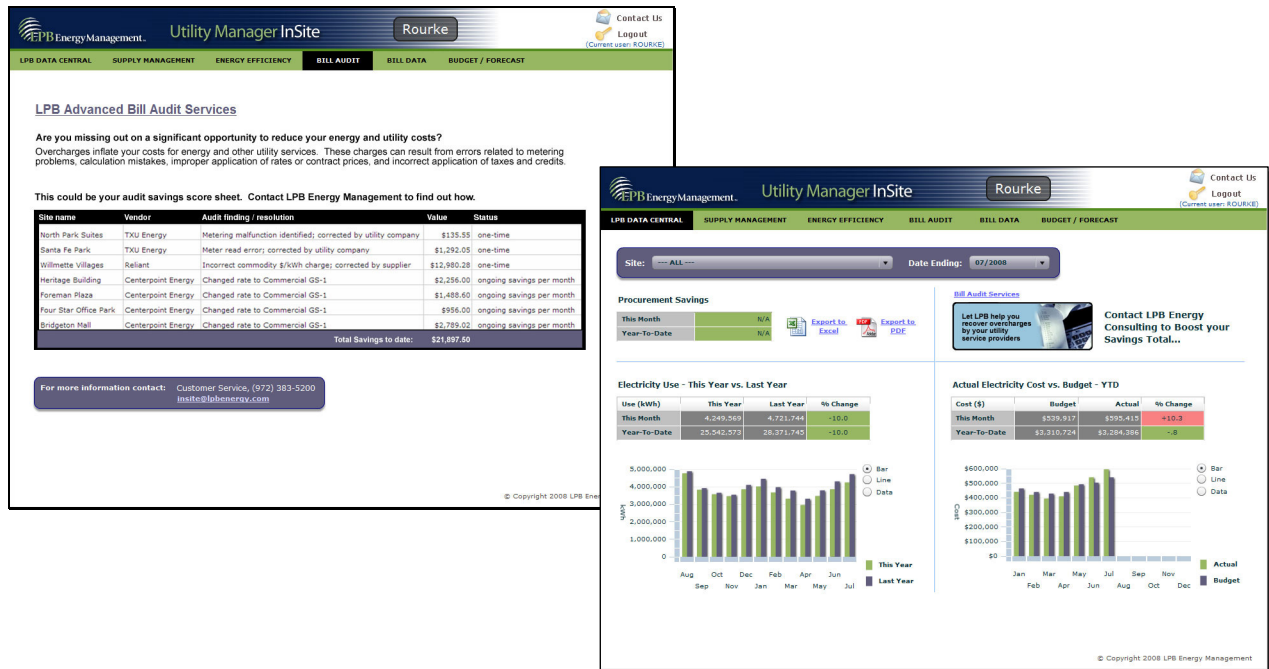 LPB Energy Management.
Utility Manager InSite
Rourke
Contact Us
Logout
(Current user: ROURKE)
LPB DATA CENTRAL SUPPLY MANAGEMENT ENERGY EFFICIENCY BILL AUDIT BILL DATA BUDGET / FORECAST
LPB Advanced Bill Audit Services
Are you missing out on a significant opportunity to reduce your energy and utility costs?
Overcharges inflate your costs for energy and other utility services. These charges can result from errors related to metering
problems, calculation mistakes, improper application of rates or contract prices, and incorrect application of taxes and credits.
This could be your audit savings score sheet. Contact LPB Energy Management to find out how.
Site name Vendor Audit finding / resolution Value Status
North Park Suites TXU Energy Metering malfunction identified; corrected by utility company $135.55 one-time
Santa Fe Park TXU Energy Meter read error; corrected by utility company $1,292.05 one-time
Willmette Villages Reliant Incorrect commodity $/kWh charge; corrected by supplier $12,980.28 one-time
Heritage Building Centerpoint Energy Changed rate to Commercial GS-1 $2,256.00 ongoing savings per month
Foreman Plaza Centerpoint Energy Changed rate to Commercial GS-1 $1,488.60 ongoing savings per month
Four Star Office Park Centerpoint Energy Changed rate to Commercial GS-1 $956.00 ongoing savings per month
Bridgeton Mall Centerpoint Energy Changed rate to Commercial GS-1 $2,789.02 ongoing savings per month
Total Savings to date: $21,897.50
For more information contact: Customer Service, (972) 383-5200
insite@lpbenergy.com
© Copyright 2008 LPB Ener
LPB Energy Management.
Utility Manager InSite
Rourke
Contact Us
Logout
(Current user: ROURKE)
LPB DATA CENTRAL SUPPLY MANAGEMENT ENERGY EFFICIENCY BILL AUDIT BILL DATA BUDGET / FORECAST
Site: --- ALL --- Date Ending: 07/2008
Procurement Savings
This Month N/A
Year-To-Date N/A
Export to
Excel
PDF
Export to
PDF
Bill Audit Services
Let LPB help you
recover overcharges
by your utility
service providers
Contact LPB Energy
Consulting to Boost your
Savings Total...
Electricity Use - This Year vs. Last Year
Use (kWh) This Year Last Year % Change
This Month 4,249,569 4,721,744 -10.0
Year-To-Date 25,542,573 28,371,745 -10.0
5,000,000
4,000,000
3,000,000
2,000,000
1,000,000
0
kWh
Aug Oct Dec Feb Apr Jun
Sep Nov Jan Mar May Jul
Bar
Line
Data
This Year
Last Year
Actual Electricity Cost vs. Budget - YTD
Cost ($) Budget Actual % Change
This Month $539,917 $595,415 +10.3
Year-To-Date $3,310,724 $3,284,386 -.8
$600,000
$500,000
$400,000
$300,000
$200,000
$100,000
$0
Cost
Jan Mar May Jul Sep Nov
Feb Apr Jun Aug Oct Dec
Bar
Line
Data
Actual
Budget
© Copyright 2008 LPB Energy Management